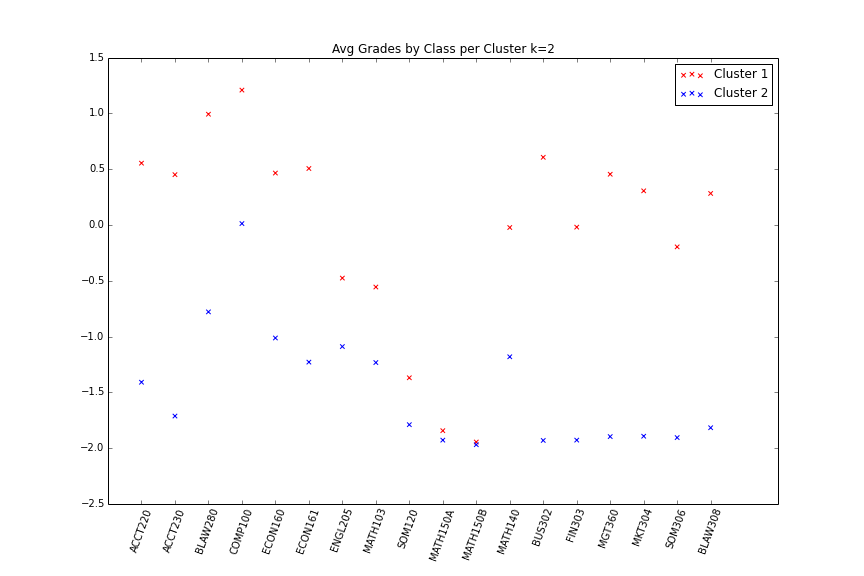 Avg Grades by Class per Cluster k=2
Cluster 1
Cluster 2
1.5
1.0
0.5
0.0
−0.5
−1.0
−1.5
−2.0
−2.5
ACCT220
ACCT230
BLAW280
COMP100
ECON160
ECON161
ENGL205
MATH103
SOM120
MATH150A
MATH150B
MATH140
BUS302
FIN303
MGT360
MKT304
SOM306
BLAW308